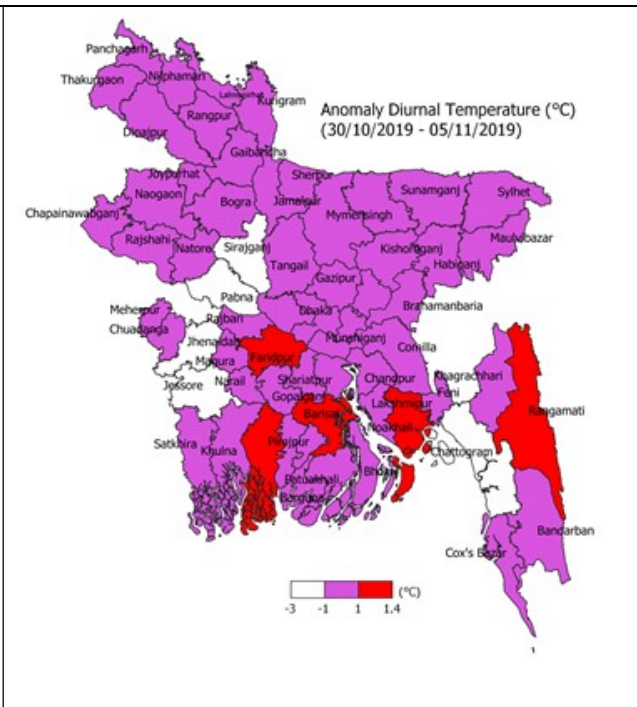 Panchagarh
Thakurgaon
Nilphamari
Lalmonirhat
Kurigram
Rangpur
Dinajpur
Anomaly Diurnal Temperature (°C)
(30/10/2019 - 05/11/2019)
Gaibandha
Joypurhat
Sherpur
Naogaon
Bogra
Jamalpur
Sunamganj
Sylhet
Chapainawabganj
Mymensingh
Rajshahi
Natore
Sirajganj
Kishoreganj
Maulvibazar
Tangail
Gazipur
Habiganj
Pabna
Meherpur
Rajbari
Dhaka
Brahamanbaria
Chuadanga
Jhenaidah
Munshiganj
Comilla
Magura
Faridpur
Jessore
Narail
Shariatpur
Chandpur
Khagrachhari
Feni
Gopalganj
Lakshmipur
Rangamati
Barisal
Satkhira
Khulna
Pirojpur
Noakhali
Chattogram
Bhola
Patuakhali
Barguna
Bandarban
Cox's Bazar
(°C)
-3 -1 1 1.4